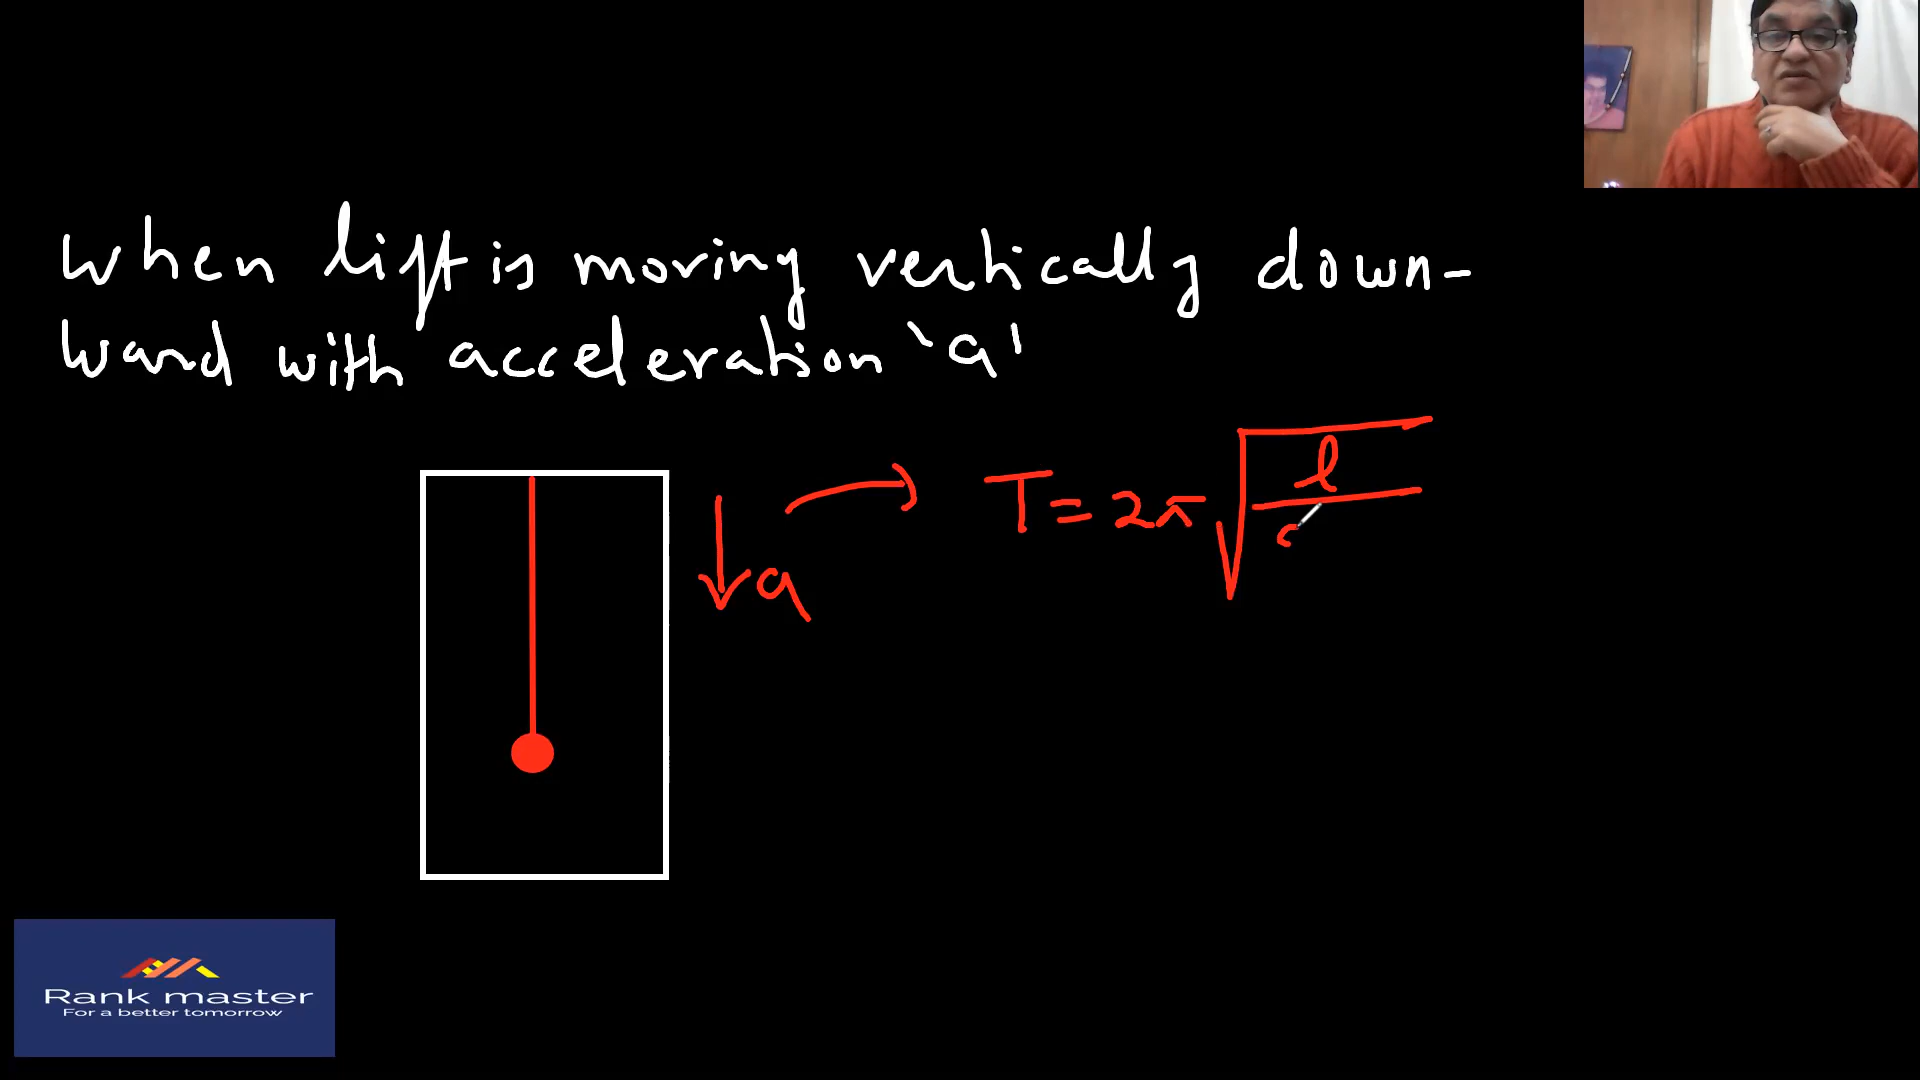 When lift is moving vertically down-
ward with acceleration 'a'
T = 2π √ l
a
Rank master
For a better tomorrow